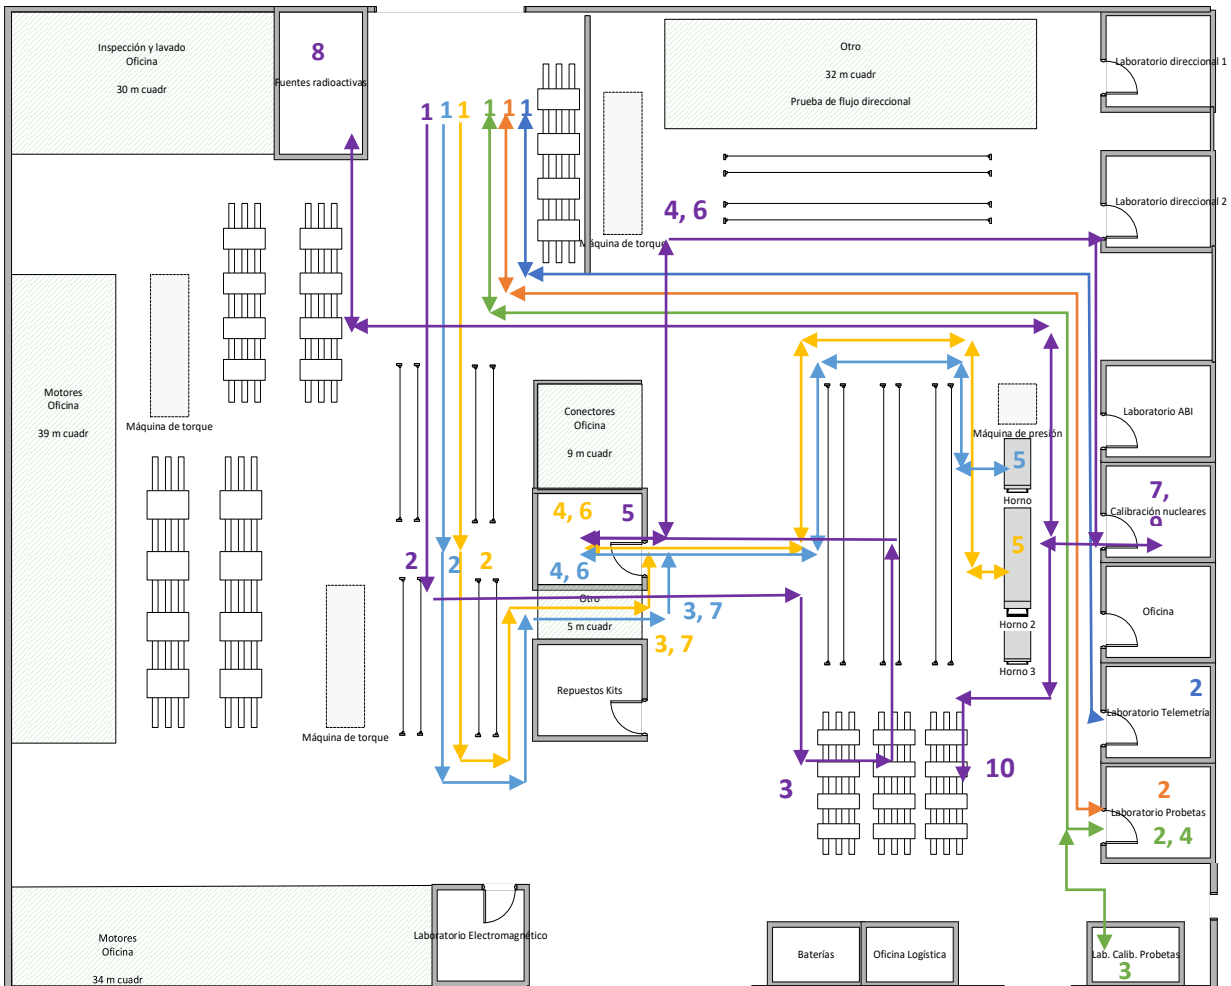 Inspección y lavado
Oficina
30 m cuadr
8
Fuentes radioactivas
Otro
32 m cuadr
Prueba de flujo direccional
Laboratorio direccional 1
1 1 1 1 1 1
Laboratorio direccional 2
4, 6
Máquina de torque
Motores
Oficina
39 m cuadr
Máquina de torque
Conectores
Oficina
9 m cuadr
Laboratorio ABI
Máquina de presión
5
Horno
7,
9
Calibración nucleares
4, 6
5
5
2
2
2
4, 6
Otro
5 m cuadr
3, 7
3, 7
Horno 2
Oficina
Horno 3
Repuestos Kits
2
Laboratorio Telemetría
Máquina de torque
3
10
2
Laboratorio Probetas
2, 4
Motores
Oficina
34 m cuadr
Laboratorio Electromagnético
Baterías
Oficina Logística
Lab. Calib. Probetas
3